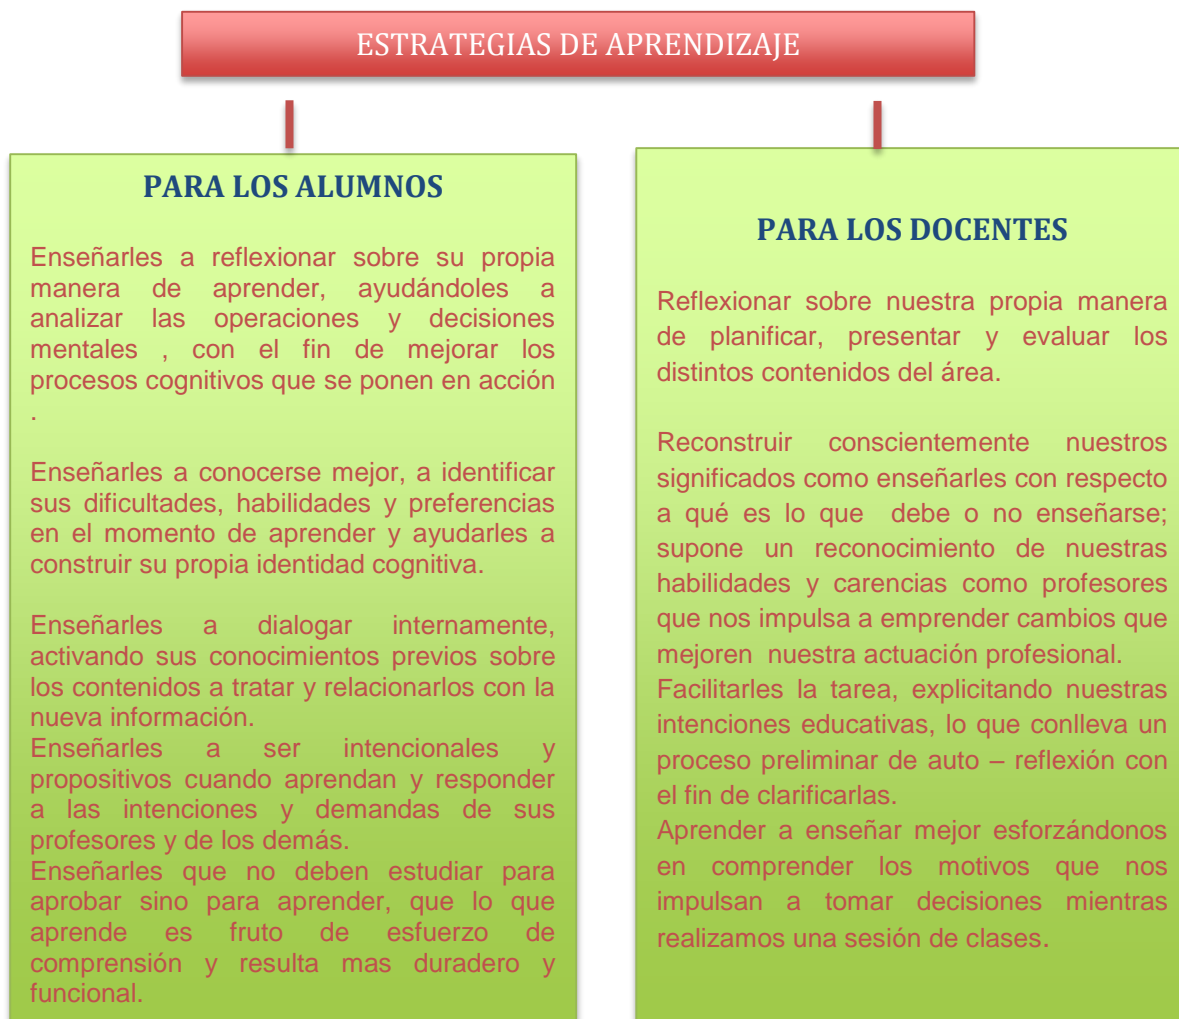 ESTRATEGIAS DE APRENDIZAJE
PARA LOS ALUMNOS
Enseñarles a reflexionar sobre su propia
manera de aprender, ayudándoles a
analizar las operaciones y decisiones
mentales , con el fin de mejorar los
procesos cognitivos que se ponen en acción
.
Enseñarles a conocerse mejor, a identificar
sus dificultades, habilidades y preferencias
en el momento de aprender y ayudarles a
construir su propia identidad cognitiva.
Enseñarles a dialogar internamente,
activando sus conocimientos previos sobre
los contenidos a tratar y relacionarlos con la
nueva información.
Enseñarles a ser intencionales y
propositivos cuando aprendan y responder
a las intenciones y demandas de sus
profesores y de los demás.
Enseñarles que no deben estudiar para
aprobar sino para aprender, que lo que
aprende es fruto de esfuerzo de
comprensión y resulta mas duradero y
funcional.
PARA LOS DOCENTES
Reflexionar sobre nuestra propia manera
de planificar, presentar y evaluar los
distintos contenidos del área.
Reconstruir conscientemente nuestros
significados como enseñarles con respecto
a qué es lo que debe o no enseñarse;
supone un reconocimiento de nuestras
habilidades y carencias como profesores
que nos impulsa a emprender cambios que
mejoren nuestra actuación profesional.
Facilitarles la tarea, explicitando nuestras
intenciones educativas, lo que conlleva un
proceso preliminar de auto – reflexión con
el fin de clarificarlas.
Aprender a enseñar mejor esforzándonos
en comprender los motivos que nos
impulsan a tomar decisiones mientras
realizamos una sesión de clases.